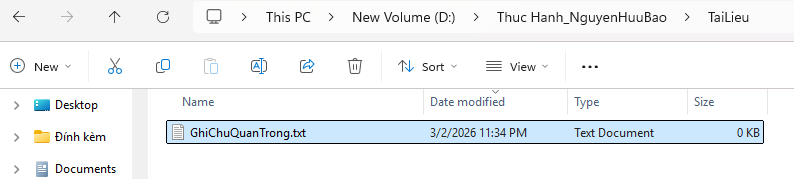 This PC > New Volume (D:) > Thuc Hanh_NguyenHuuBao > TaiLieu
New Sort View
Name Date modified Type Size
Desktop
GhiChuQuanTrong.txt 3/2/2026 11:34 PM Text Document 0 KB
Đính kèm
Documents